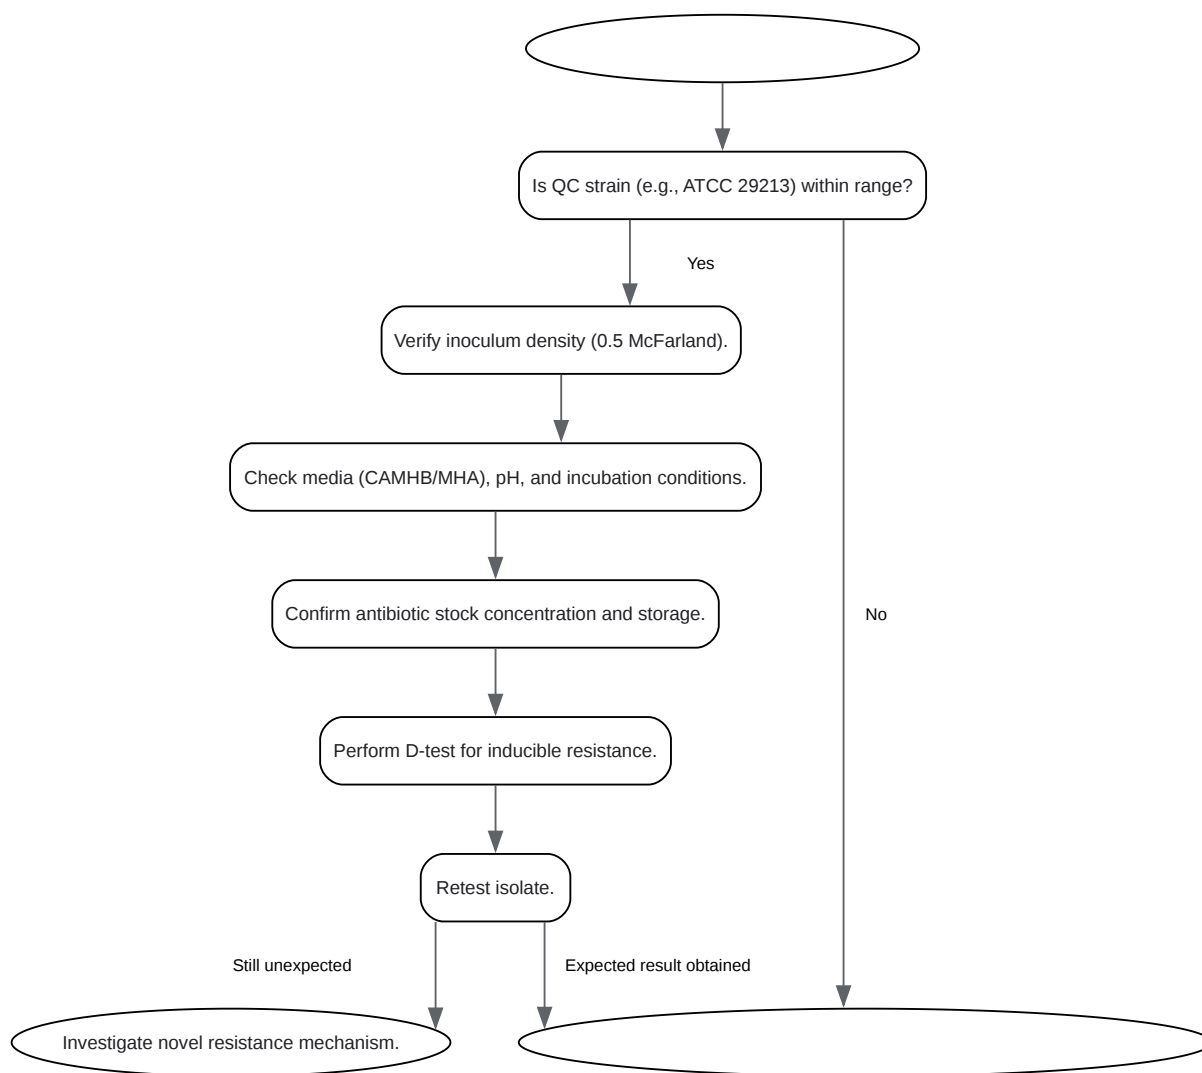 Is QC strain (e.g., ATCC 29213) within range?
Yes
Verify inoculum density (0.5 McFarland).
Check media (CAMHB/MHA), pH, and incubation conditions.
Confirm antibiotic stock concentration and storage.
No
Perform D-test for inducible resistance.
Retest isolate.
Still unexpected
Expected result obtained
Investigate novel resistance mechanism.